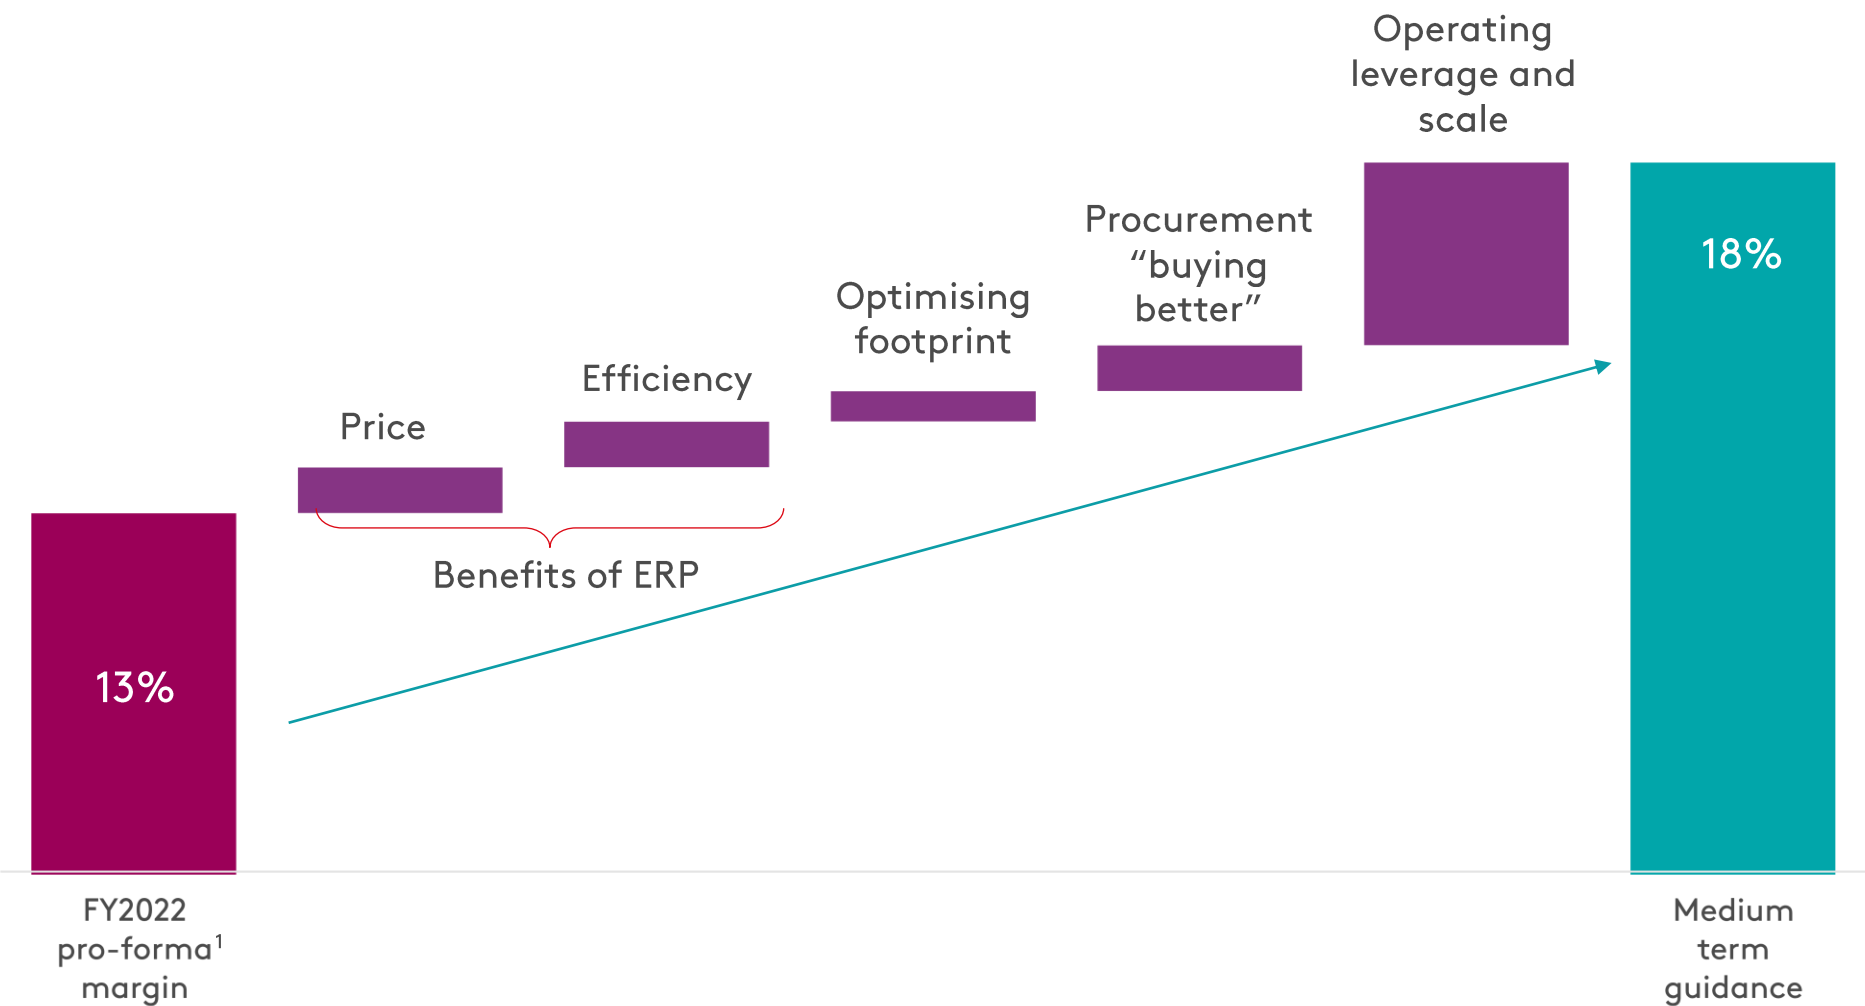 Operating
leverage and
scale
Procurement
“buying
better”
18%
Optimising
footprint
Efficiency
Price
Benefits of ERP
13%
FY2022
pro-forma¹
margin
Medium
term
guidance